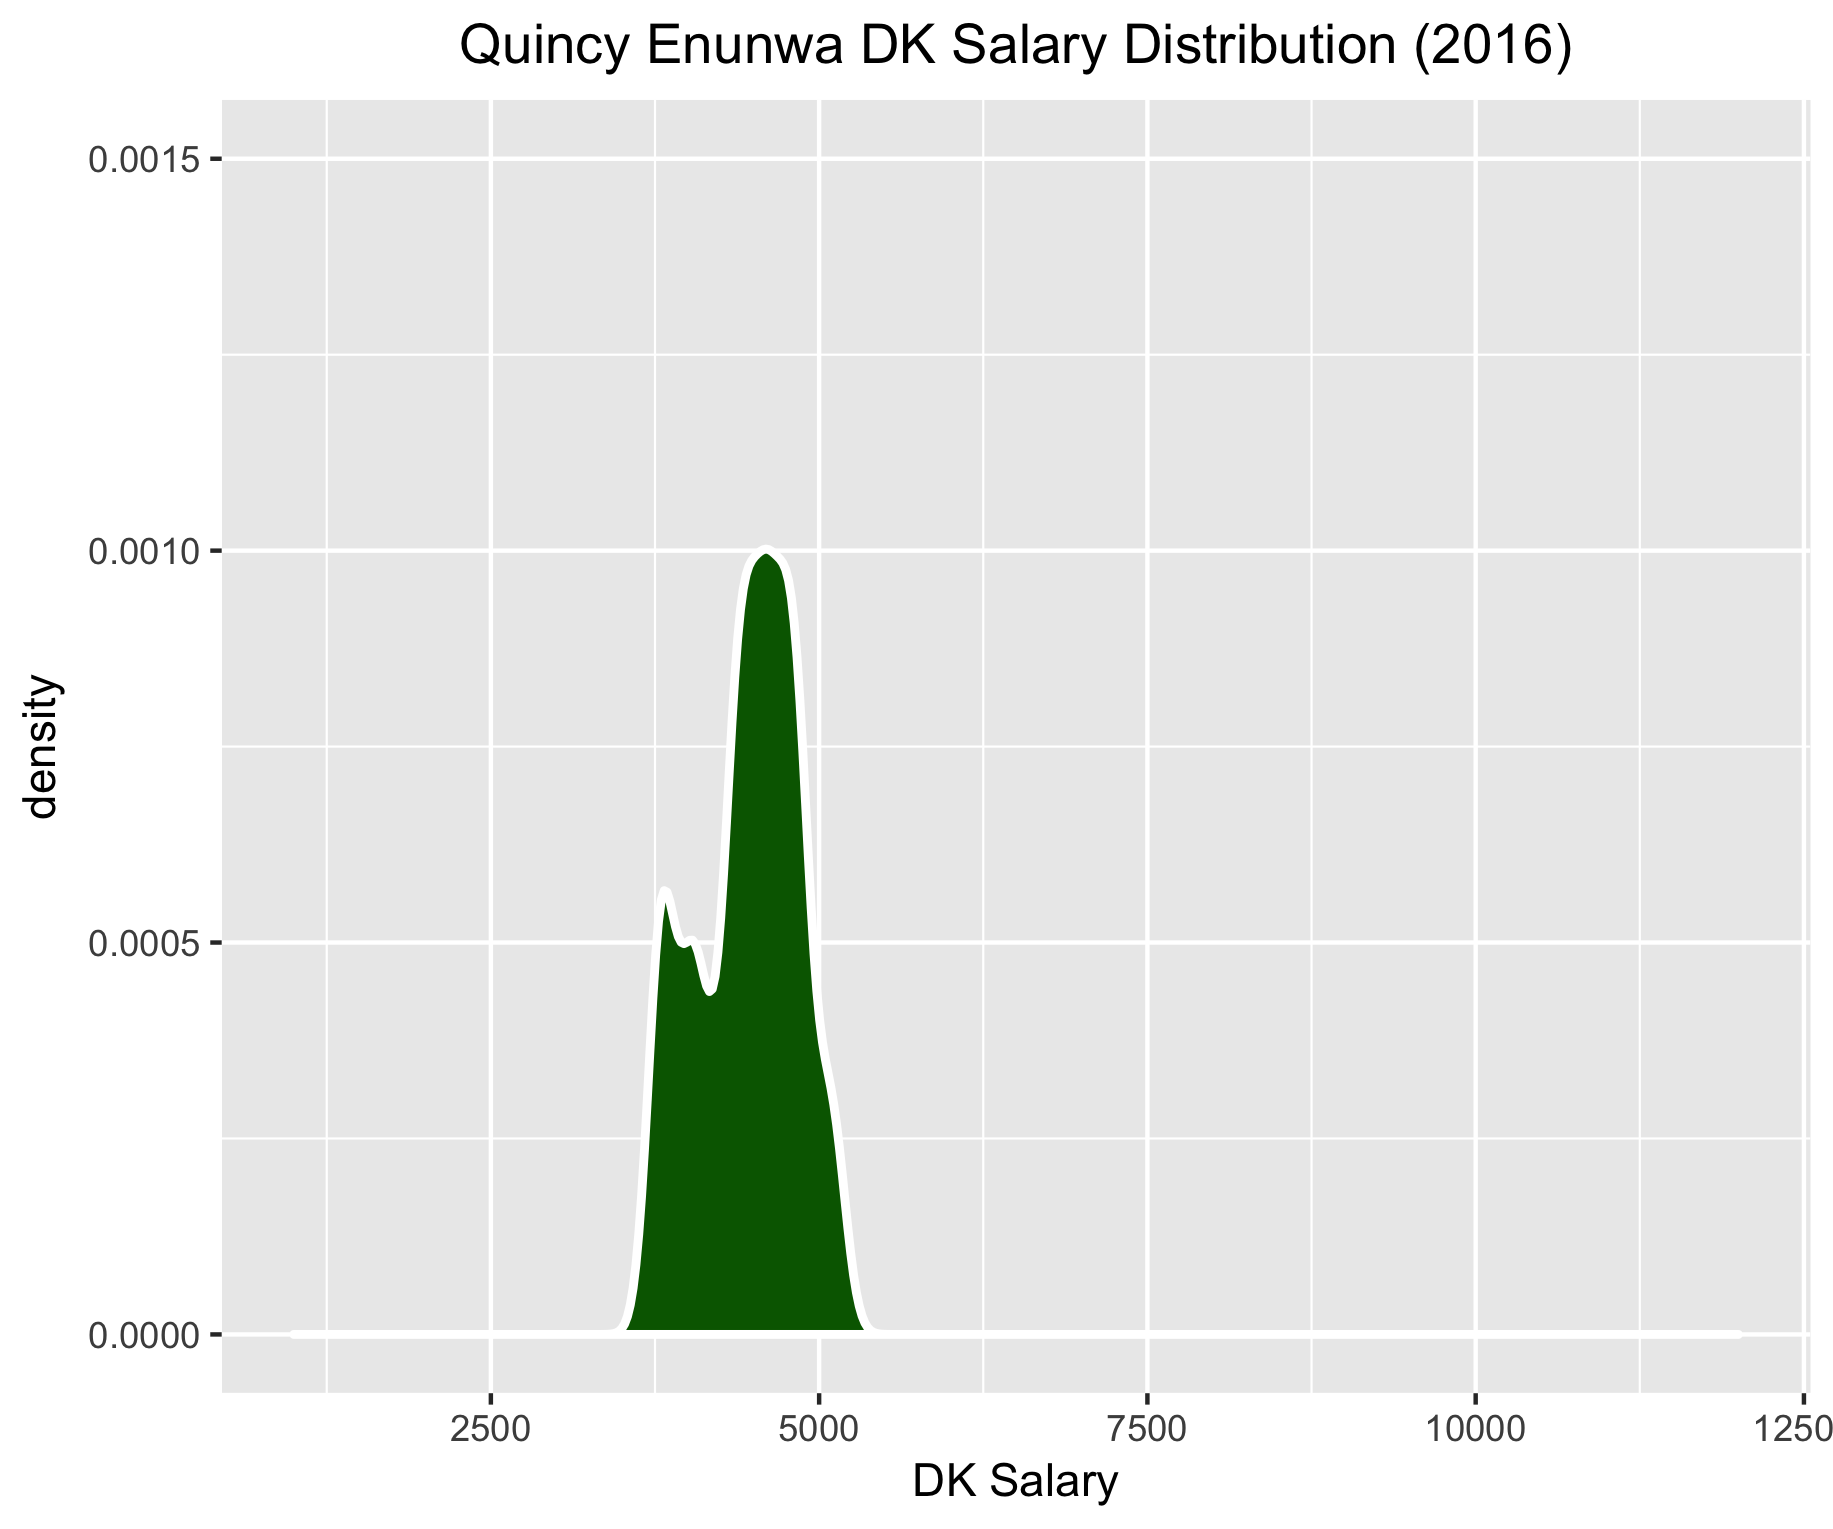 Quincy Enunwa DK Salary Distribution (2016)
0.0015
0.0010
0.0005
0.0000
density
2500 5000 7500 10000 1250
DK Salary